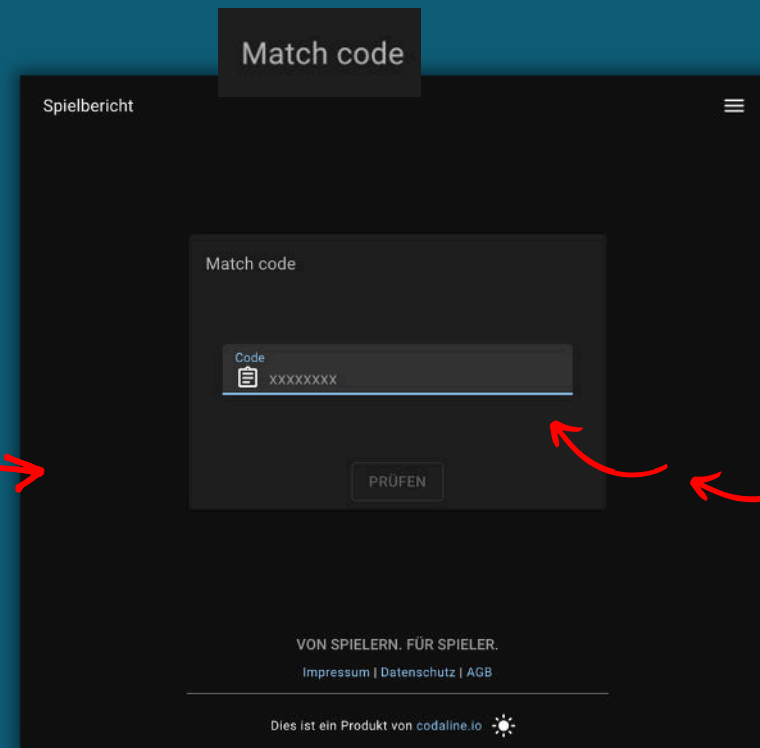 Match code
Spielbericht
Match code
Code
xxxxxxxx
PRÜFEN
VON SPIELERN. FÜR SPIELER.
Impressum | Datenschutz | AGB
Dies ist ein Produkt von codaline.io